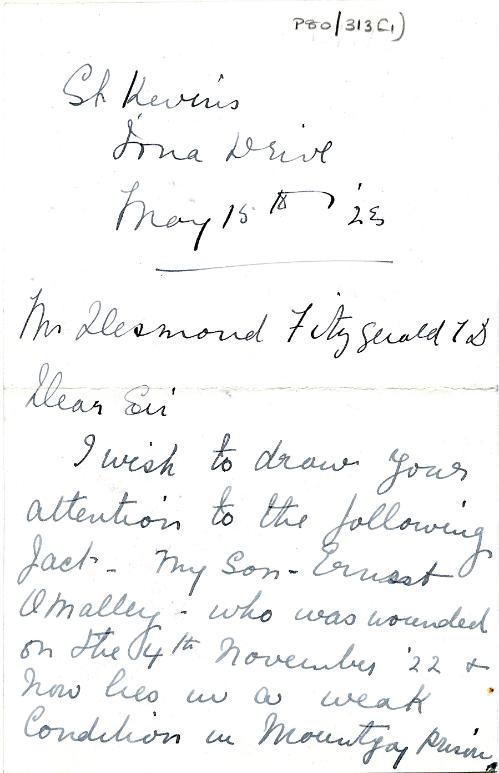 P80/313(1)
St Kevins
Iona Drive
May 15th '23
Mr Desmond Fitzgerald TD
Dear Sir
I wish to draw your
attention to the following
fact - My Son - Ernest
O'Malley - who was wounded
on the 4th November '22 &
now lies in a weak
Condition in Mountjoy Prison,